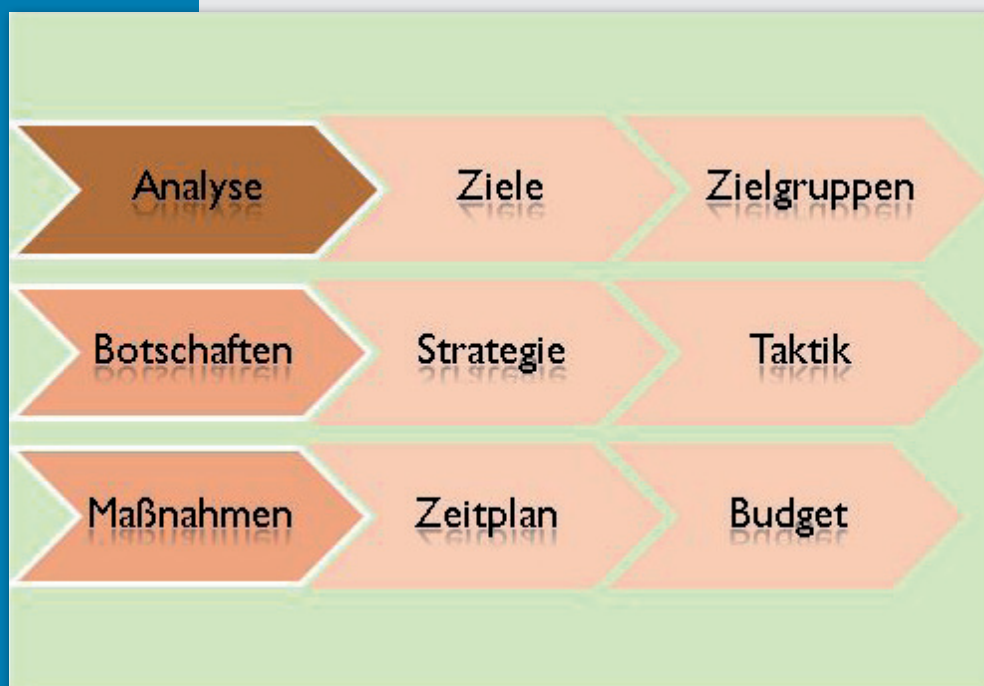 Analyse Ziele Zielgruppen
Botschaften Strategie Taktik
Maßnahmen Zeitplan Budget